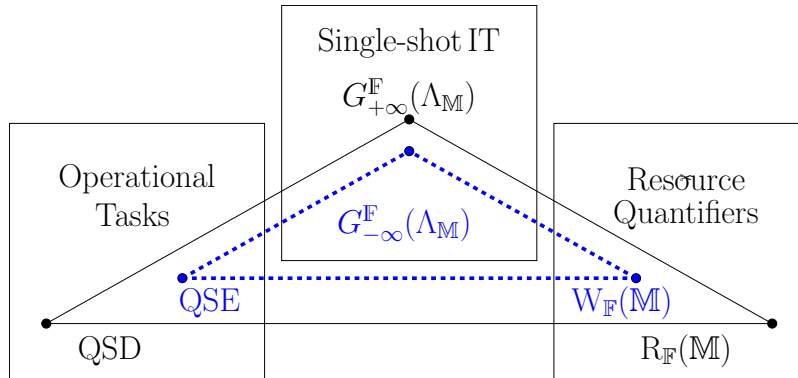 Single-shot IT
G^𝔽_{+∞}(Λ_𝕄)
Operational
Tasks
Resource
Quantifiers
G^𝔽_{−∞}(Λ_𝕄)
QSE
W_𝔽(𝕄)
QSD
R_𝔽(𝕄)